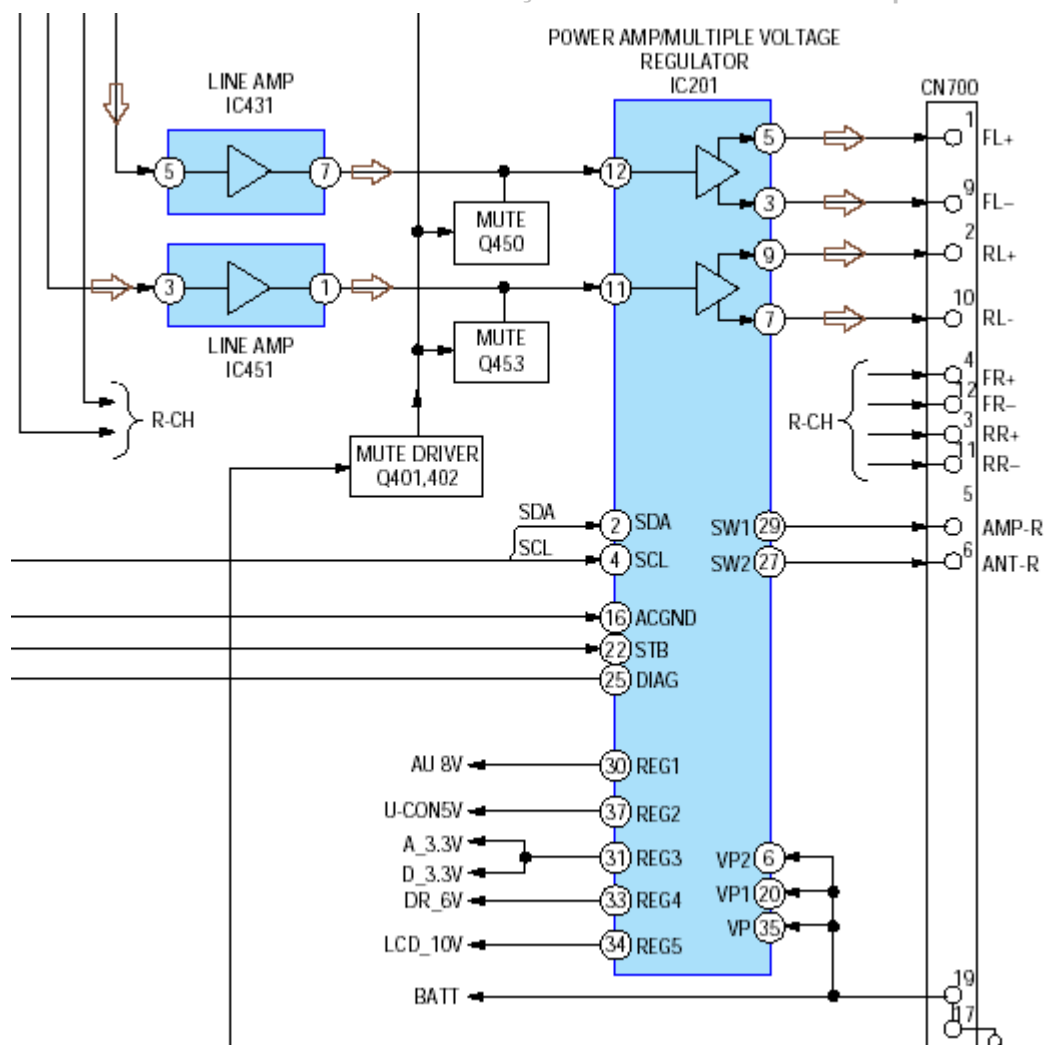 POWER AMP/MULTIPLE VOLTAGE
REGULATOR
IC201
LINE AMP
IC431
CN700
5
7
12
5
3
1
FL+
9
FL–
MUTE
Q450
3
1
11
9
7
2
RL+
10
RL-
LINE AMP
IC451
MUTE
Q453
R-CH
R-CH
4
FR+
12
FR–
3
RR+
11
RR–
MUTE DRIVER
Q401,402
SDA
2
SDA
SW1
29
5
AMP-R
SCL
4
SCL
SW2
27
6
ANT-R
16
ACGND
22
STB
25
DIAG
AU 8V
30
REG1
U-CON5V
37
REG2
A_3.3V
D_3.3V
31
REG3
VP2
6
DR_6V
33
REG4
VP1
20
LCD_10V
34
REG5
VP
35
BATT
19
17